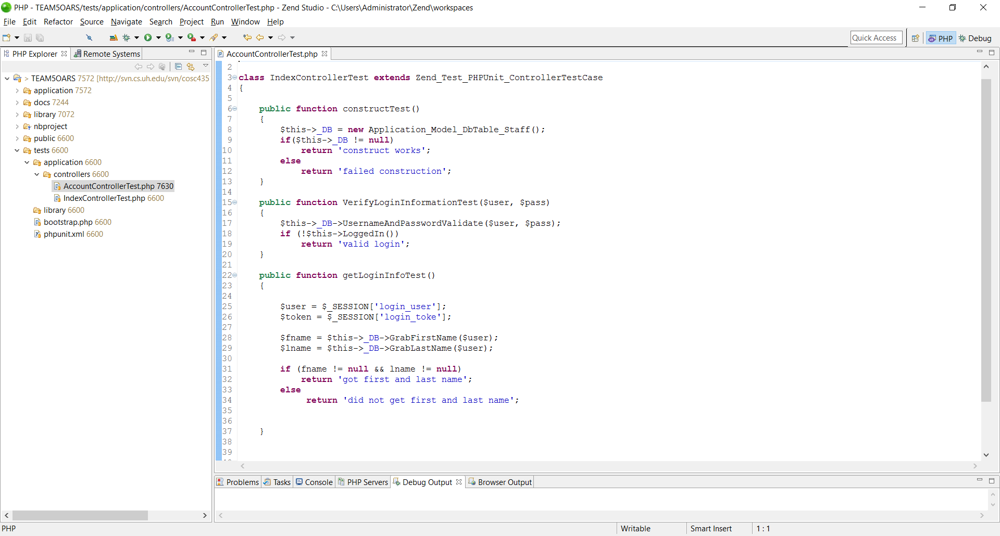 PHP - TEAM5OARS/tests/application/controllers/AccountControllerTest.php - Zend Studio - C:\Users\Administrator\Zend\workspaces
File Edit Refactor Source Navigate Search Project Run Window Help
Quick Access PHP Debug
PHP Explorer Remote Systems
> TEAM5OARS 7572 [http://svn.cs.uh.edu/svn/cosc435
application 7572
docs 7244
library 7072
nbproject
public 6600
tests 6600
application 6600
controllers 6600
AccountControllerTest.php 7630
IndexControllerTest.php 6600
library 6600
bootstrap.php 6600
phpunit.xml 6600
AccountControllerTest.php
2
3 class IndexControllerTest extends Zend_Test_PHPUnit_ControllerTestCase
4 {
5
6 public function constructTest()
7 {
8 $this->_DB = new Application_Model_DbTable_Staff();
9 if($this->_DB != null)
10 return 'construct works';
11 else
12 return 'failed construction';
13 }
14
15 public function VerifyLoginInformationTest($user, $pass)
16 {
17 $this->_DB->UsernameAndPasswordValidate($user, $pass);
18 if (!$this->LoggedIn())
19 return 'valid login';
20 }
21
22 public function getLoginInfoTest()
23 {
24
25 $user = $_SESSION['login_user'];
26 $token = $_SESSION['login_toke'];
27
28 $fname = $this->_DB->GrabFirstName($user);
29 $lname = $this->_DB->GrabLastName($user);
30
31 if (fname != null && lname != null)
32 return 'got first and last name';
33 else
34 return 'did not get first and last name';
35
36
37 }
38
39
Problems Tasks Console PHP Servers Debug Output Browser Output
PHP Writable Smart Insert 1 : 1